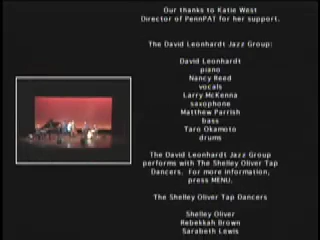 Our thanks to Katie West
Director of PennPAT for her support.
The David Leonhardt Jazz Group:
David Leonhardt
piano
Nancy Reed
vocals
Larry McKenna
saxophone
Matthew Parrish
bass
Taro Okamoto
drums
The David Leonhardt Jazz Group
performs with The Shelley Oliver Tap
Dancers. For more information,
press MENU.
The Shelley Oliver Tap Dancers
Shelley Oliver
Rebekkah Brown
Sarabeth Lewis